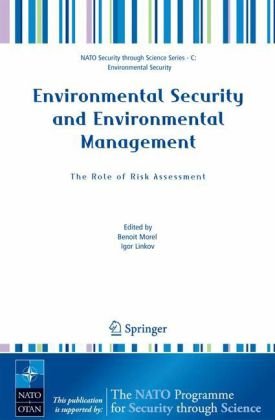 NATO Security through Science Series - C:
Environmental Security
Environmental Security
and Environmental
Management
The Role of Risk Assessment
Edited by
Benoit Morel
Igor Linkov
Springer
NATO
OTAN
This publication
is supported by:
The NATO Programme
for Security through Science